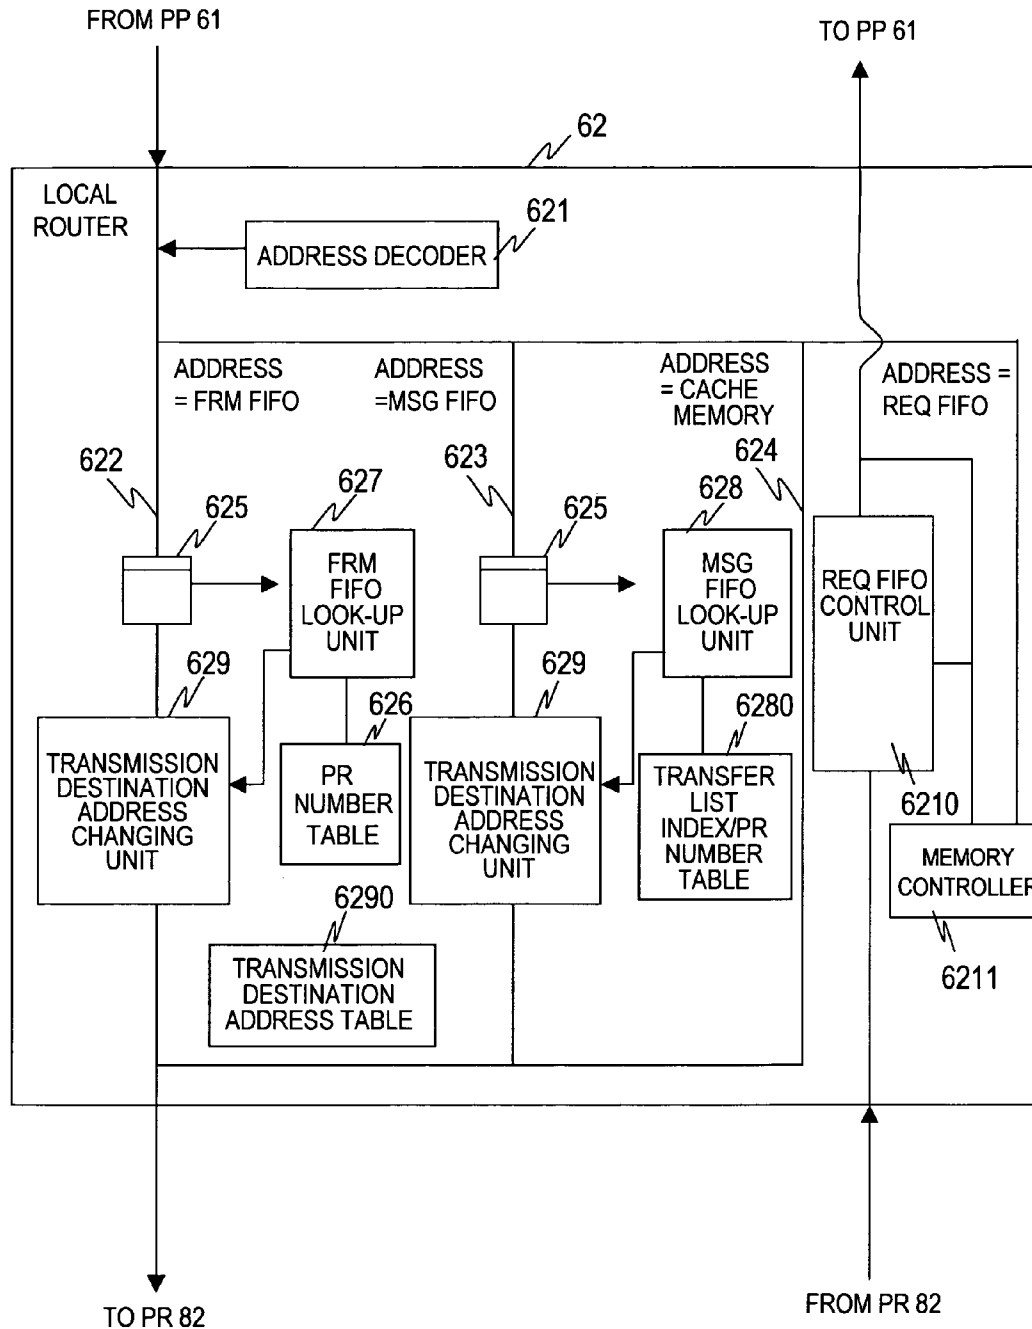 FROM PP 61
TO PP 61
62
LOCAL
ROUTER
621
ADDRESS DECODER
ADDRESS
= FRM FIFO
ADDRESS
=MSG FIFO
ADDRESS
= CACHE
MEMORY
ADDRESS =
REQ FIFO
622
625
627
623
625
628
624
FRM
FIFO
LOOK-UP
UNIT
MSG
FIFO
LOOK-UP
UNIT
REQ FIFO
CONTROL
UNIT
629
626
629
6280
6210
TRANSMISSION
DESTINATION
ADDRESS
CHANGING
UNIT
PR
NUMBER
TABLE
TRANSMISSION
DESTINATION
ADDRESS
CHANGING
UNIT
TRANSFER
LIST
INDEX/PR
NUMBER
TABLE
MEMORY
CONTROLLER
6290
6211
TRANSMISSION
DESTINATION
ADDRESS TABLE
TO PR 82
FROM PR 82